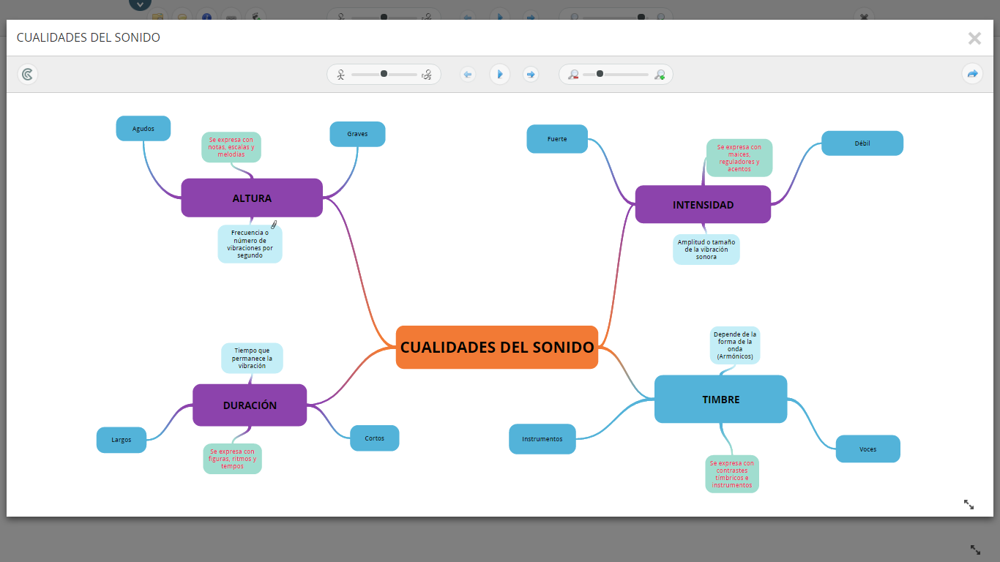 CUALIDADES DEL SONIDO
Agudos
Se expresa con
notas, escalas y
melodías
Graves
ALTURA
Frecuencia o
número de
vibraciones por
segundo
Fuerte
Se expresa con
maices,
reguladores y
acentos
Débil
INTENSIDAD
Amplitud o tamaño
de la vibración
sonora
CUALIDADES DEL SONIDO
Tiempo que
permanece la
vibración
DURACIÓN
Largos
Cortos
Se expresa con
figuras, ritmos y
tempos
Depende de la
forma de la
onda
(Armónicos)
TIMBRE
Instrumentos
Voces
Se expresa con
contrastes
tímbricos e
instrumentos